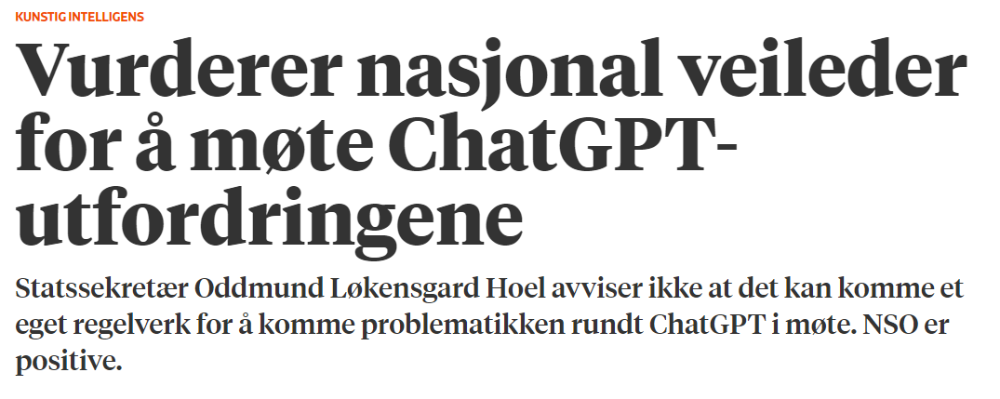 KUNSTIG INTELLIGENS
Vurderer nasjonal veileder
for å møte ChatGPT-
utfordringene
Statssekretær Oddmund Løkensgard Hoel avviser ikke at det kan komme et
eget regelverk for å komme problematikken rundt ChatGPT i møte. NSO er
positive.